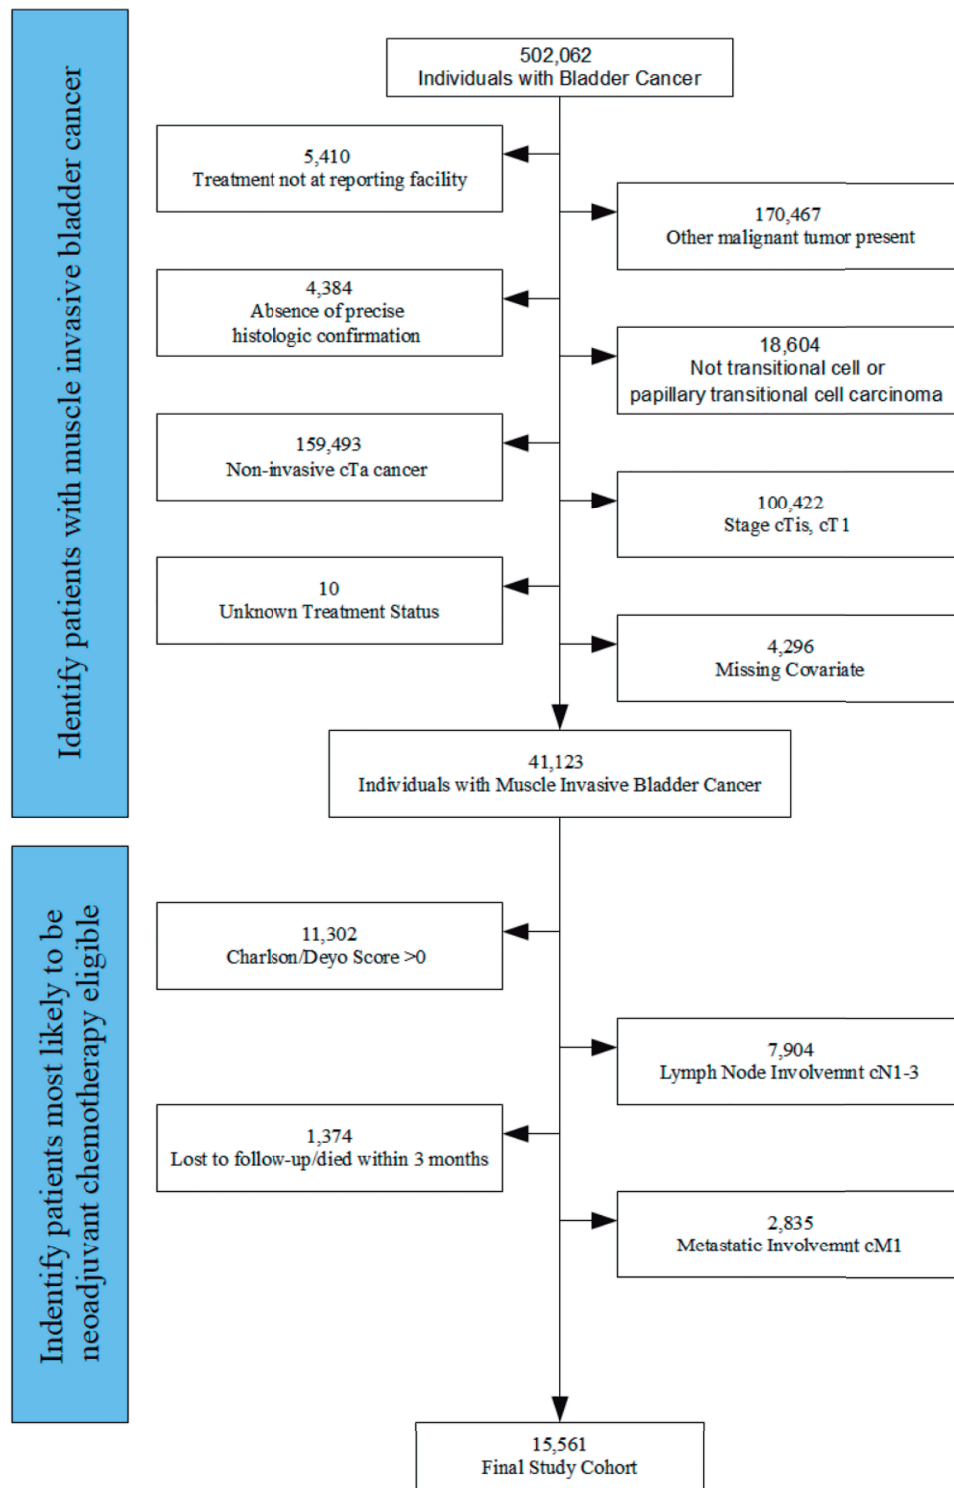 Identify patients with muscle invasive bladder cancer
502,062
Individuals with Bladder Cancer
5,410
Treatment not at reporting facility
170,467
Other malignant tumor present
4,384
Absence of precise
histologic confirmation
18,604
Not transitional cell or
papillary transitional cell carcinoma
159,493
Non-invasive cTa cancer
100,422
Stage cTis, cT1
10
Unknown Treatment Status
4,296
Missing Covariate
41,123
Individuals with Muscle Invasive Bladder Cancer
Indentify patients most likely to be
neoadjuvant chemotherapy eligible
11,302
Charlson/Deyo Score >0
7,904
Lymph Node Involvemnt cN1-3
1,374
Lost to follow-up/died within 3 months
2,835
Metastatic Involvemnt cM1
15,561
Final Study Cohort